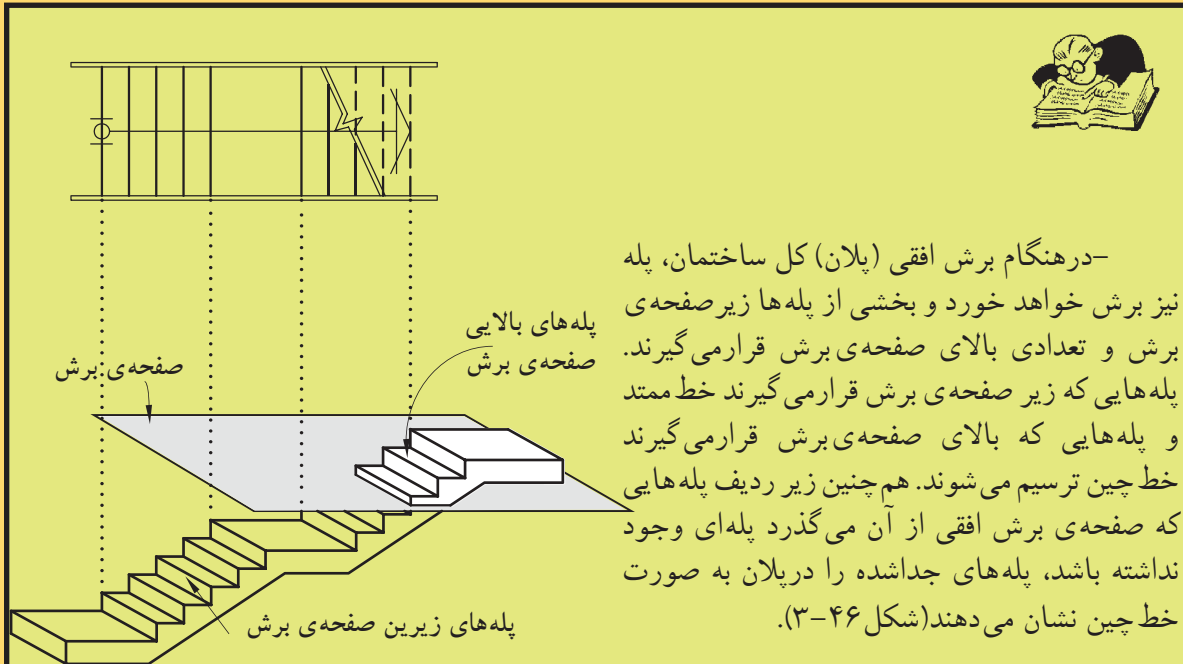 –درهنگام برش افقی (پلان) کل ساختمان، پله
نیز برش خواهد خورد و بخشی از پله‌ها زیرصفحه‌ی
برش و تعدادی بالای صفحه‌ی برش قرارمی‌گیرند.
پله‌هایی‌که زیر صفحه‌ی برش قرارمی‌گیرند خط ممتد
و پله‌هایی که بالای صفحه‌ی برش قرارمی‌گیرند
خط چین ترسیم می‌شوند. هم‌چنین زیر ردیف پله‌هایی
که صفحه‌ی برش افقی از آن می‌گذرد پله‌ای وجود
نداشته باشد، پله‌های جداشده را درپلان به صورت
خط چین نشان می‌دهند(شکل ۴۶–۳).
پله‌های بالایی
صفحه‌ی برش
صفحه‌ی برش
پله‌های زیرین صفحه‌ی برش